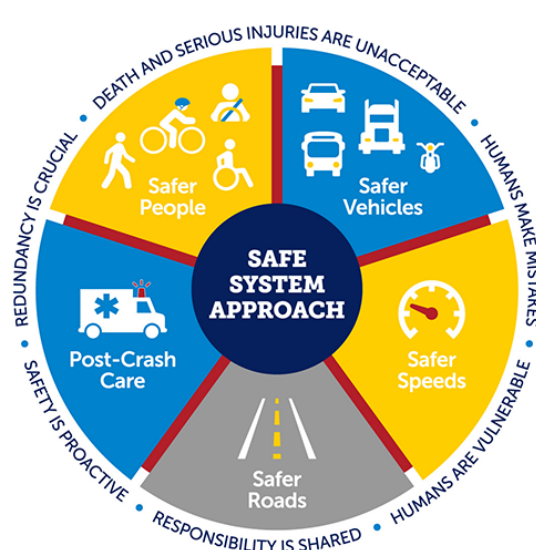 DEATH AND SERIOUS INJURIES ARE UNACCEPTABLE
HUMANS MAKE MISTAKES
HUMANS ARE VULNERABLE
RESPONSIBILITY IS SHARED
SAFETY IS PROACTIVE
REDUNDANCY IS CRUCIAL
Safer
People
Safer
Vehicles
SAFE
SYSTEM
APPROACH
Post-Crash
Care
Safer
Speeds
Safer
Roads